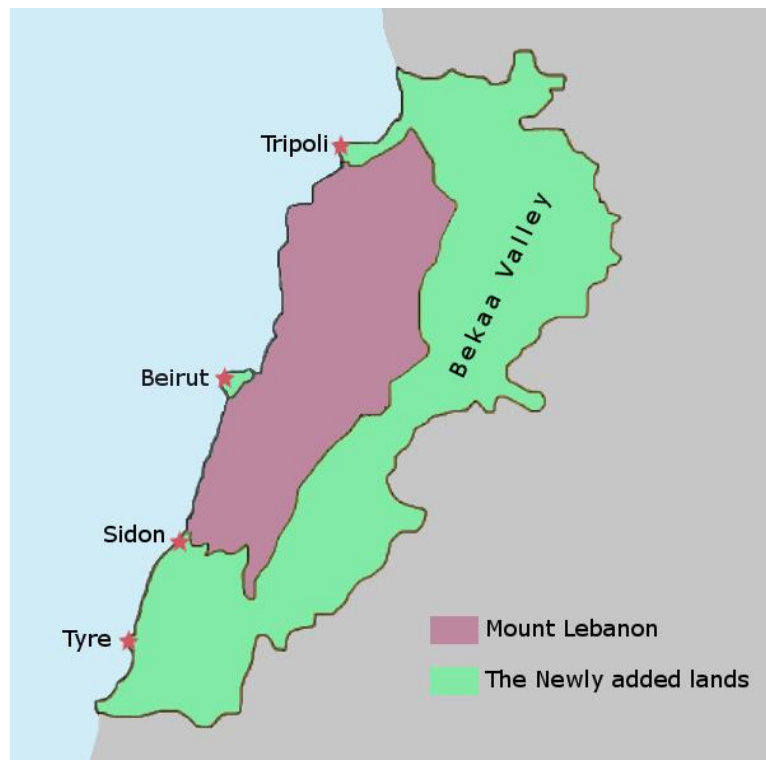 Tripoli
Bekaa Valley
Beirut
Sidon
Tyre
Mount Lebanon
The Newly added lands